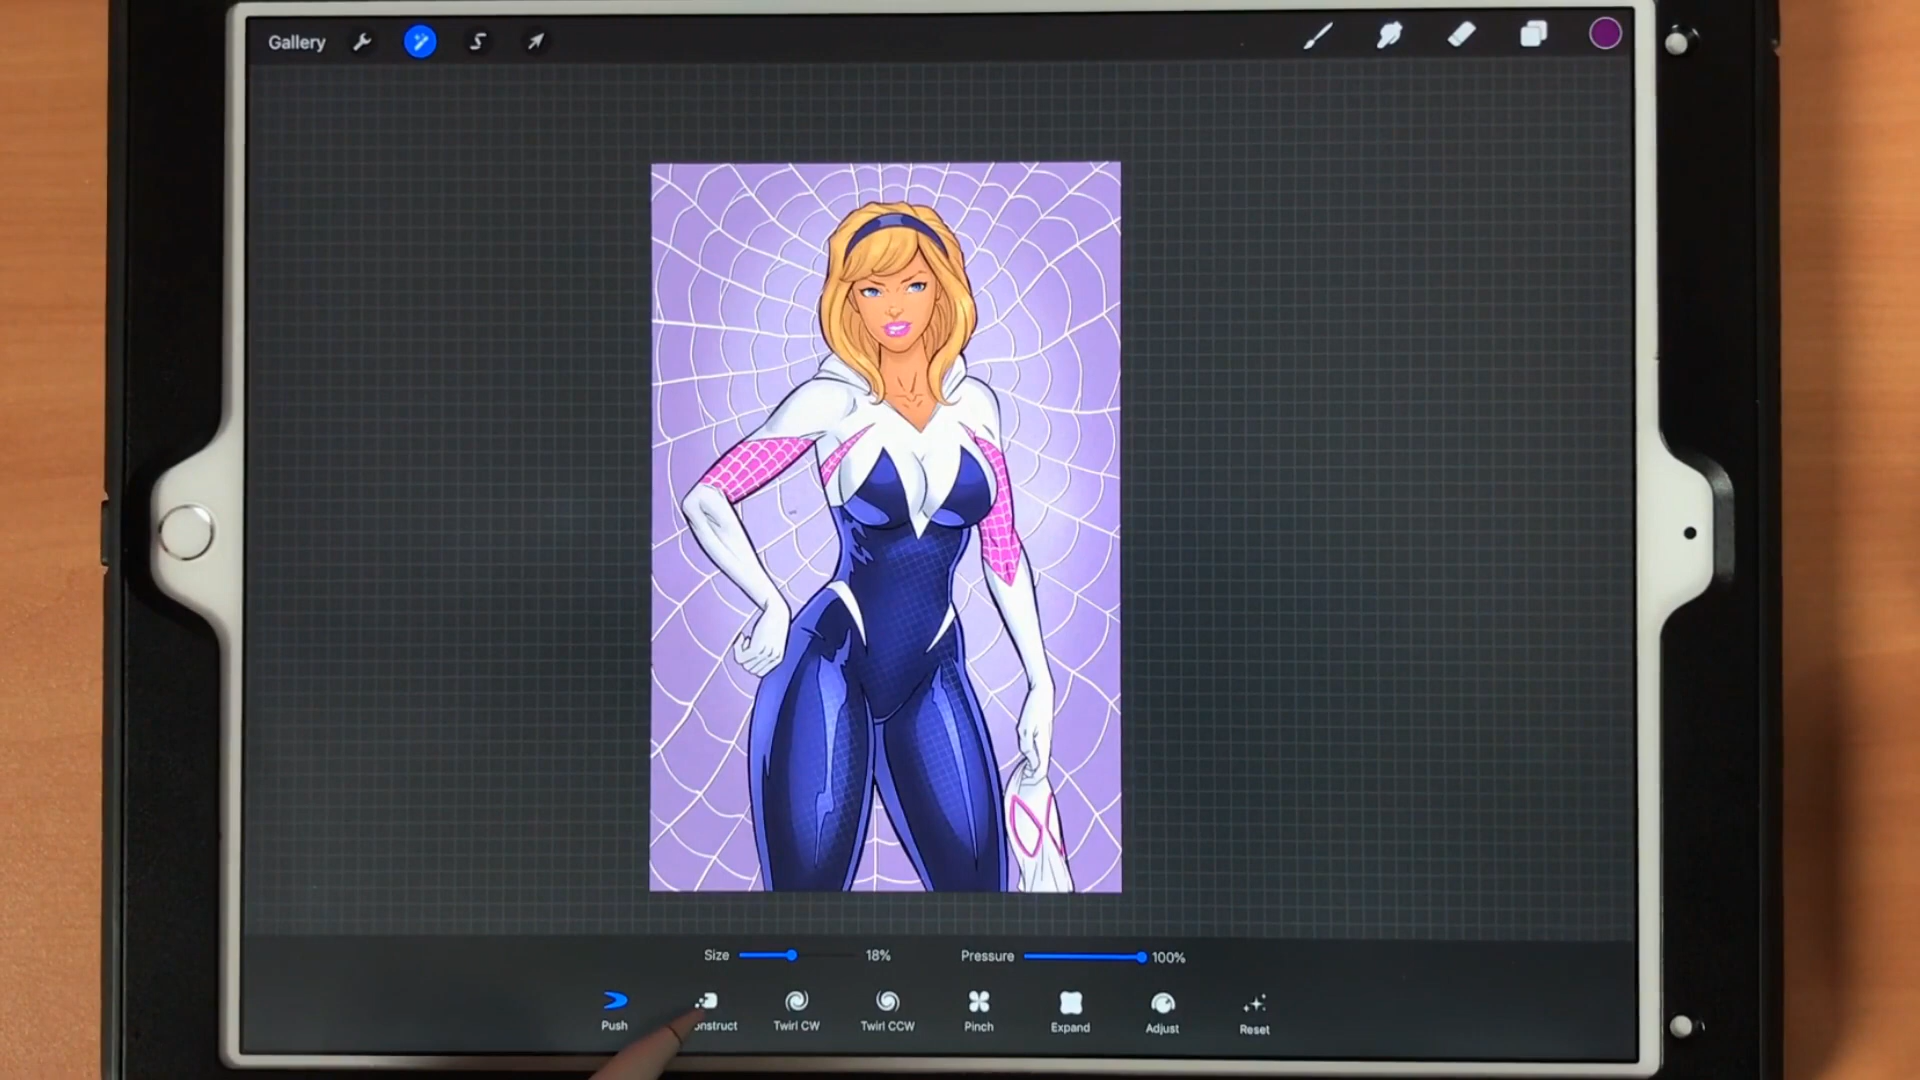 Gallery
Size 18% Pressure 100%
Push onstruct Twirl CW Twirl CCW Pinch Expand Adjust Reset